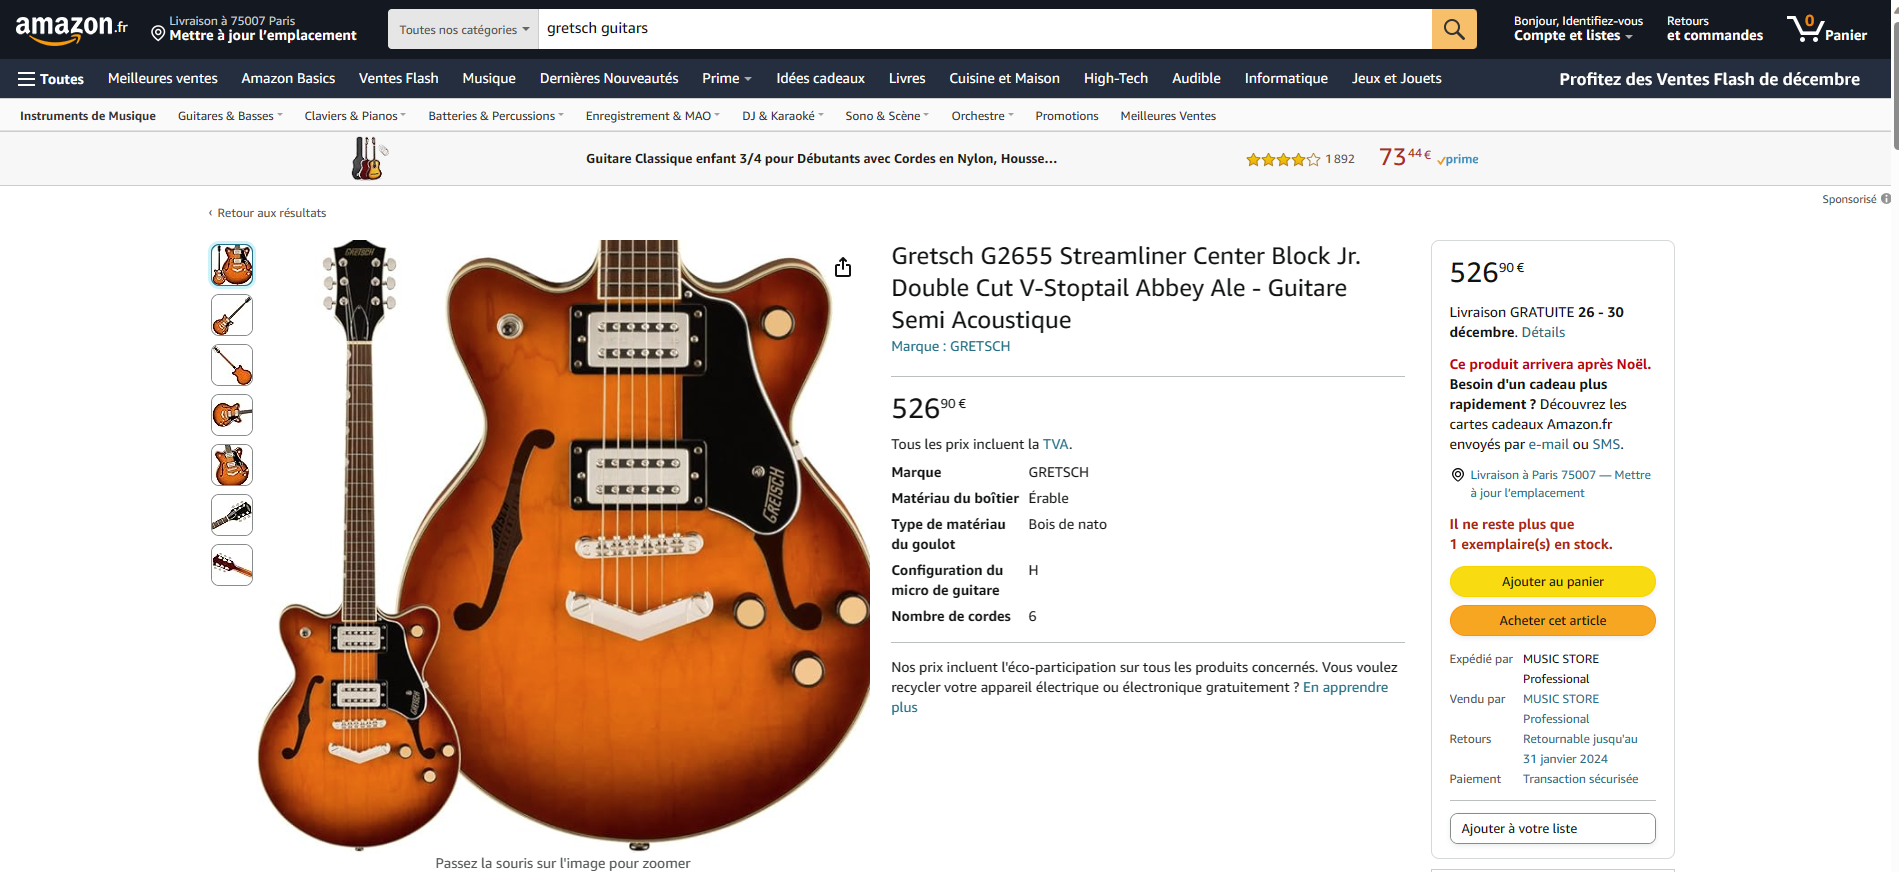 amazon.fr
Livraison à 75007 Paris
Mettre à jour l’emplacement
Toutes nos catégories
gretsch guitars
Bonjour, Identifiez-vous
Compte et listes
Retours
et commandes
0
Panier
Toutes
Meilleures ventes
Amazon Basics
Ventes Flash
Musique
Dernières Nouveautés
Prime
Idées cadeaux
Livres
Cuisine et Maison
High-Tech
Audible
Informatique
Jeux et Jouets
Profitez des Ventes Flash de décembre
Instruments de Musique
Guitares & Basses
Claviers & Pianos
Batteries & Percussions
Enregistrement & MAO
DJ & Karaoké
Sono & Scène
Orchestre
Promotions
Meilleures Ventes
Guitare Classique enfant 3/4 pour Débutants avec Cordes en Nylon, Housse...
1 892
73 44 €
prime
Sponsorisé
‹ Retour aux résultats
GRETSCH
GRETSCH
Passez la souris sur l'image pour zoomer
Gretsch G2655 Streamliner Center Block Jr.
Double Cut V-Stoptail Abbey Ale - Guitare
Semi Acoustique
Marque : GRETSCH
526 90 €
Tous les prix incluent la TVA.
Marque GRETSCH
Matériau du boîtier Érable
Type de matériau Bois de nato
du goulot
Configuration du H
micro de guitare
Nombre de cordes 6
Nos prix incluent l'éco-participation sur tous les produits concernés. Vous voulez
recycler votre appareil électrique ou électronique gratuitement ? En apprendre
plus
526 90 €
Livraison GRATUITE 26 - 30
décembre. Détails
Ce produit arrivera après Noël.
Besoin d'un cadeau plus
rapidement ? Découvrez les
cartes cadeaux Amazon.fr
envoyés par e-mail ou SMS.
Livraison à Paris 75007 — Mettre
à jour l’emplacement
Il ne reste plus que
1 exemplaire(s) en stock.
Ajouter au panier
Acheter cet article
Expédié par MUSIC STORE
Professional
Vendu par MUSIC STORE
Professional
Retours Retournable jusqu'au
31 janvier 2024
Paiement Transaction sécurisée
Ajouter à votre liste